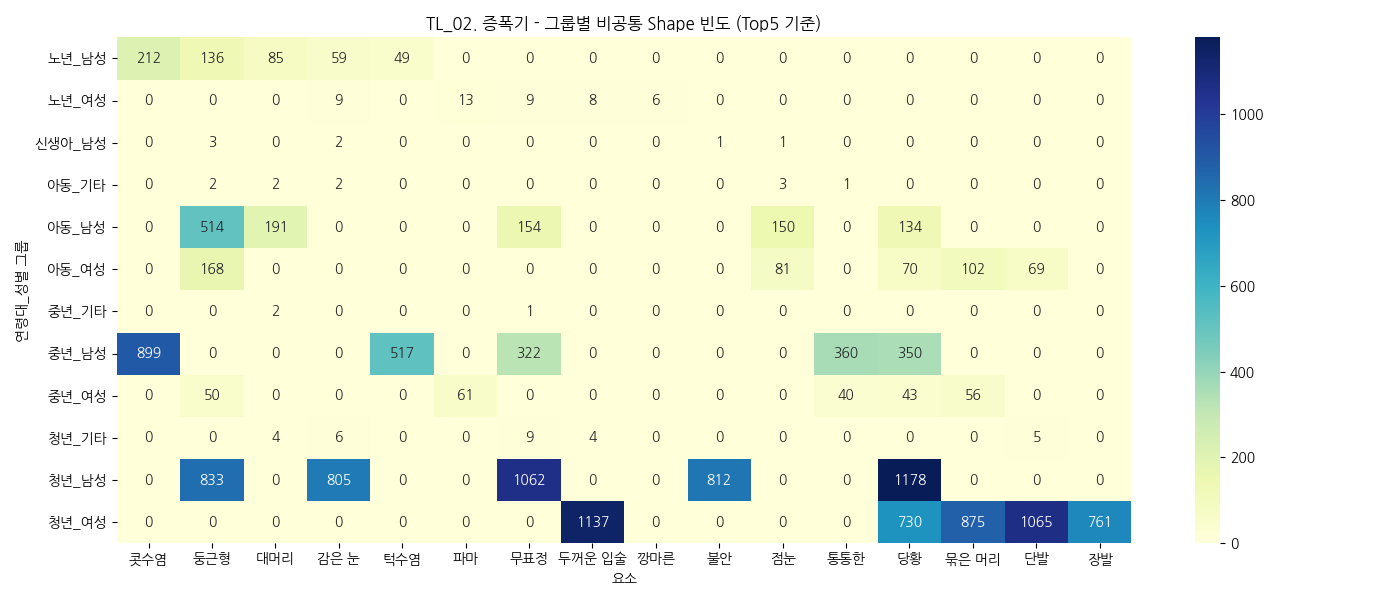 TL_02. 증폭기 - 그룹별 비공통 Shape 빈도 (Top5 기준)
연령대_성별 그룹
노년_남성 212 136 85 59 49 0 0 0 0 0 0 0 0 0 0 0
노년_여성 0 0 0 9 0 13 9 8 6 0 0 0 0 0 0 0
신생아_남성 0 3 0 2 0 0 0 0 0 1 1 0 0 0 0 0
아동_기타 0 2 2 2 0 0 0 0 0 0 3 1 0 0 0 0
아동_남성 0 514 191 0 0 0 154 0 0 0 150 0 134 0 0 0
아동_여성 0 168 0 0 0 0 0 0 0 0 81 0 70 102 69 0
중년_기타 0 0 2 0 0 0 1 0 0 0 0 0 0 0 0 0
중년_남성 899 0 0 0 517 0 322 0 0 0 0 360 350 0 0 0
중년_여성 0 50 0 0 0 61 0 0 0 0 0 40 43 56 0 0
청년_기타 0 0 4 6 0 0 9 4 0 0 0 0 0 0 5 0
청년_남성 0 833 0 805 0 0 1062 0 0 812 0 0 1178 0 0 0
청년_여성 0 0 0 0 0 0 0 1137 0 0 0 0 730 875 1065 761
콧수염 둥근형 대머리 감은 눈 턱수염 파마 무표정 두꺼운 입술 깡마른 불안 점눈 통통한 당황 묶은 머리 단발 장발
요소
1000
800
600
400
200
0